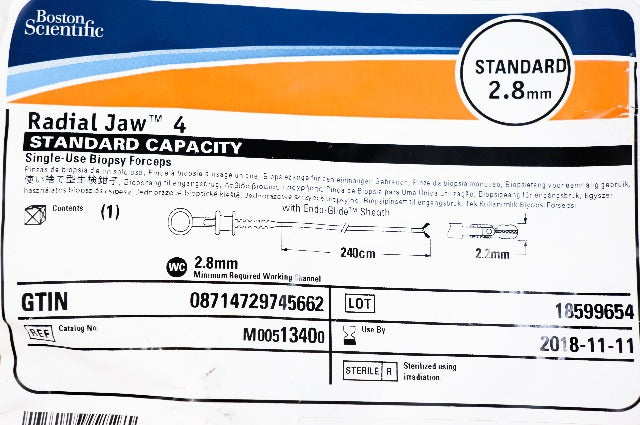 Boston
Scientific
STANDARD
2.8mm
Radial Jaw™ 4
STANDARD CAPACITY
Single-Use Biopsy Forceps
Contents
(1)
with Endo-Glide™ Sheath
240cm
2.2mm
WC
2.8mm
Minimum Required Working Channel
GTIN
08714729745662
LOT
18599654
REF
Catalog No.
M00513400
Use By
2018-11-11
STERILE R
Sterilized using
irradiation